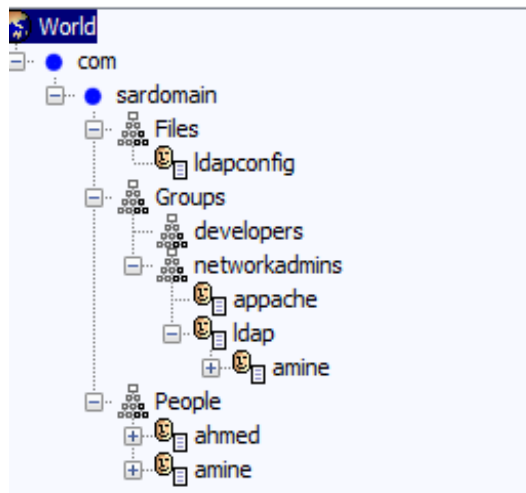 World
com
sardomain
Files
ldapconfig
Groups
developers
networkadmins
appache
ldap
amine
People
ahmed
amine